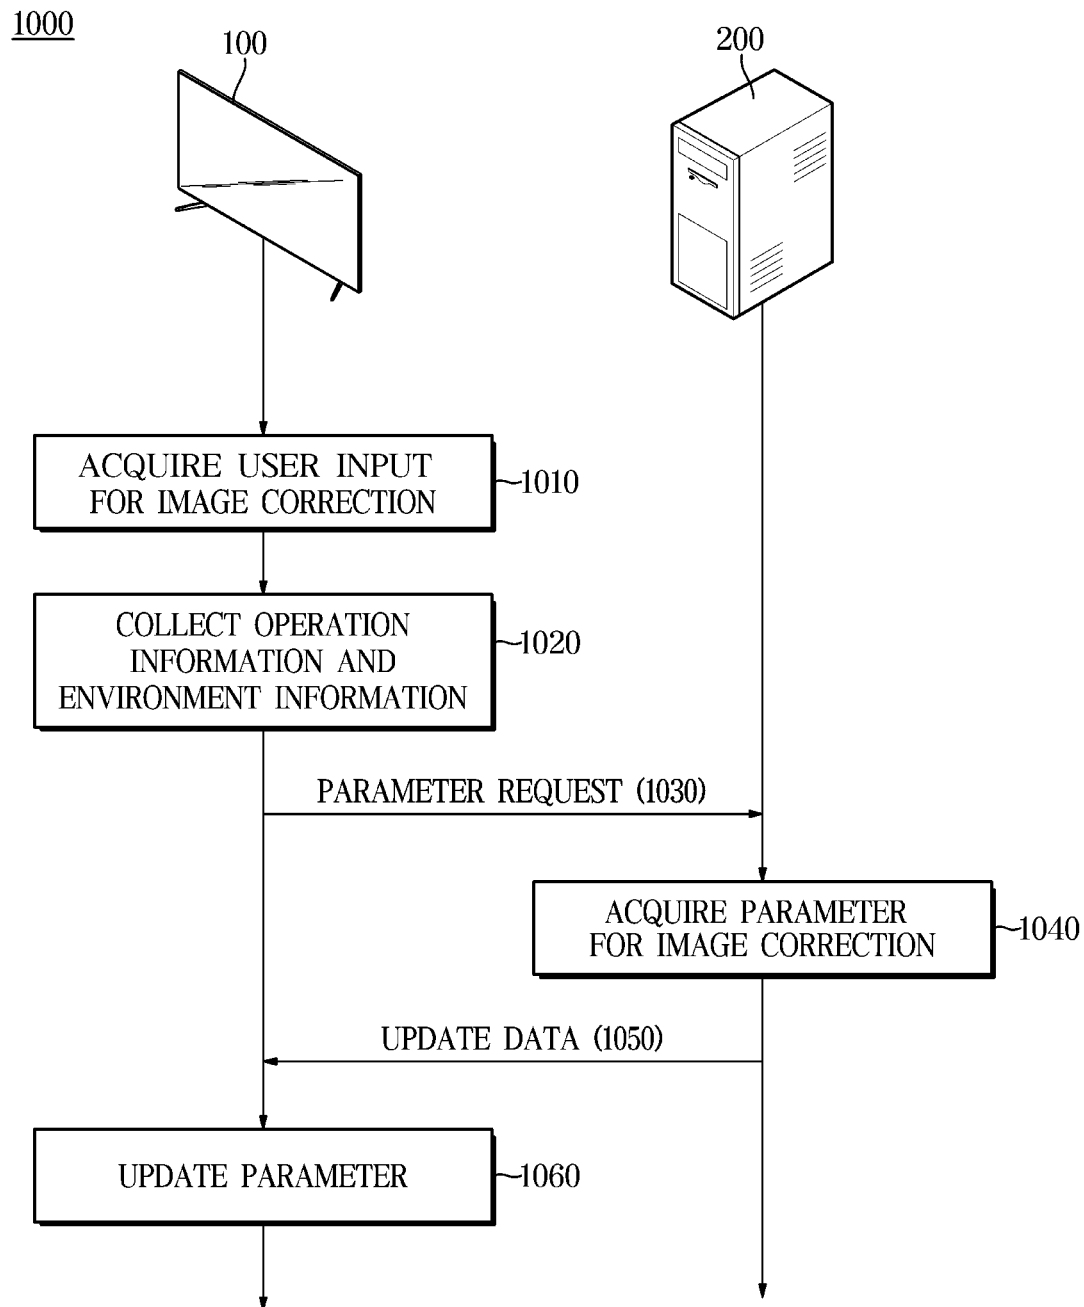 1000
100
200
ACQUIRE USER INPUT
FOR IMAGE CORRECTION
1010
COLLECT OPERATION
INFORMATION AND
ENVIRONMENT INFORMATION
1020
PARAMETER REQUEST (1030)
ACQUIRE PARAMETER
FOR IMAGE CORRECTION
1040
UPDATE DATA (1050)
UPDATE PARAMETER
1060